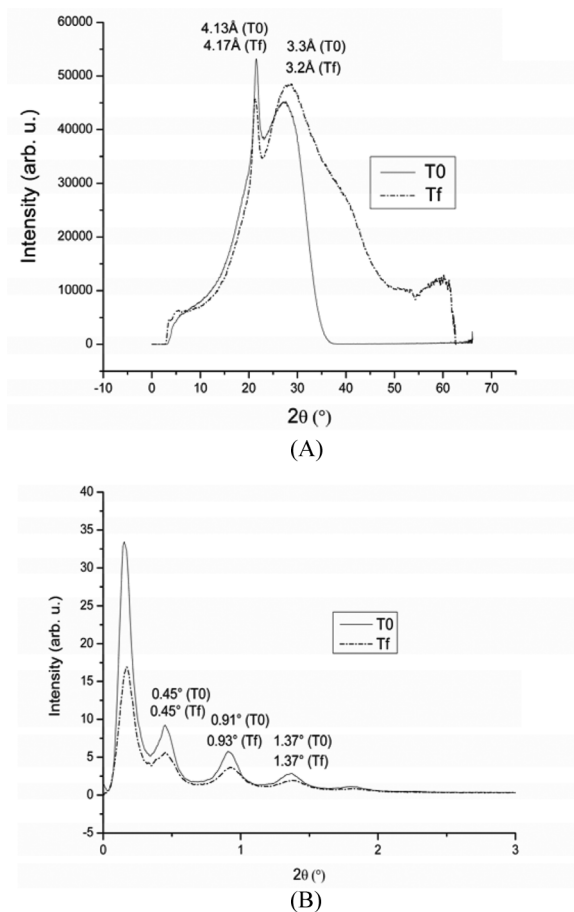 60000
50000
40000
30000
20000
10000
0
Intensity (arb. u.)
4.13Å (T0)
4.17Å (Tf)
3.3Å (T0)
3.2Å (Tf)
T0
Tf
-10 0 10 20 30 40 50 60 70
2θ (°)
(A)
40
35
30
25
20
15
10
5
0
-5
Intensity (arb. u.)
T0
Tf
0.45° (T0)
0.45° (Tf)
0.91° (T0)
0.93° (Tf)
1.37° (T0)
1.37° (Tf)
0 1 2 3
2θ (°)
(B)